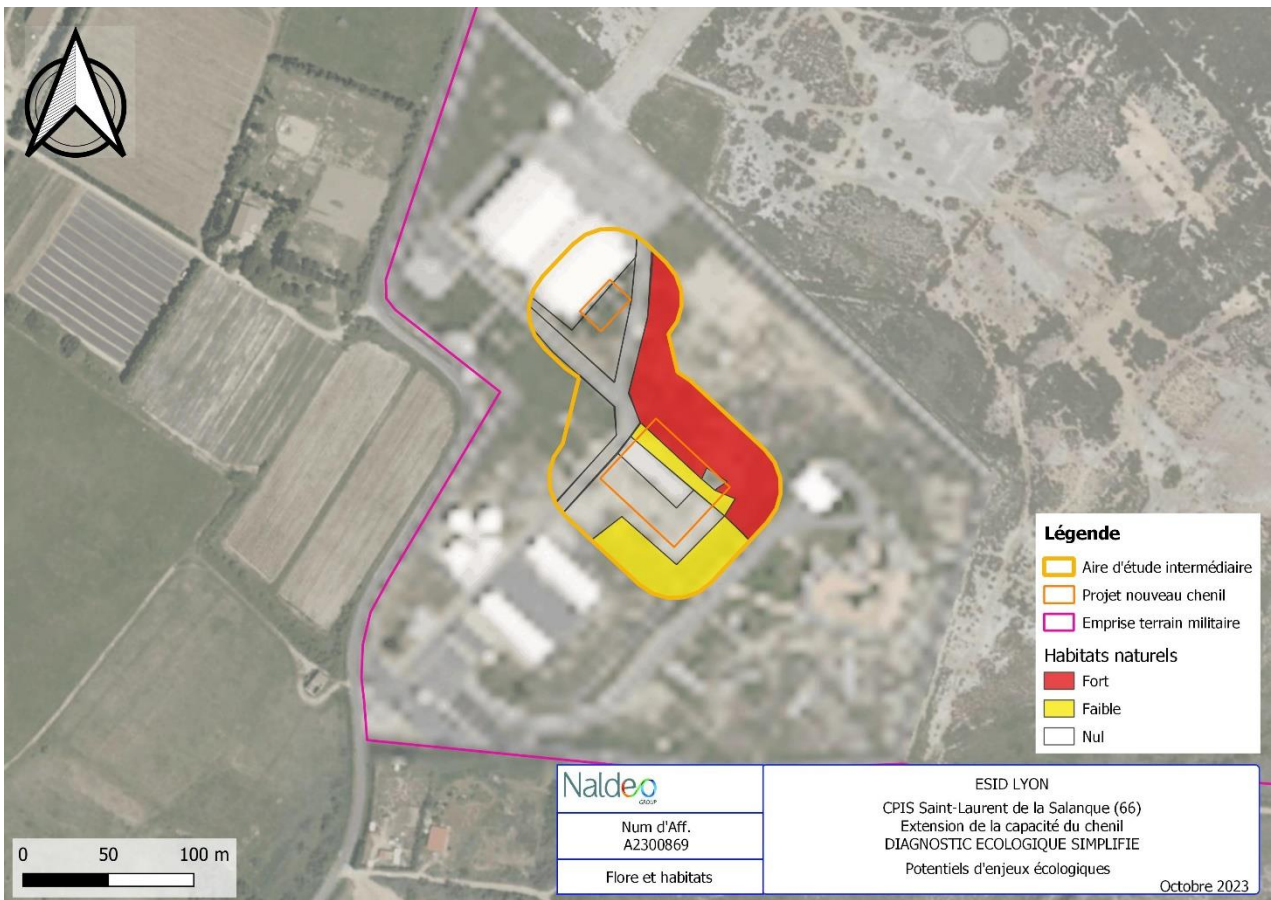 Légende
Aire d'étude intermédiaire
Projet nouveau chenil
Emprise terrain militaire
Habitats naturels
Fort
Faible
Nul
0 50 100 m
Naldeo
GROUP
Num d'Aff.
A2300869
Flore et habitats
ESID LYON
CPIS Saint-Laurent de la Salanque (66)
Extension de la capacité du chenil
DIAGNOSTIC ECOLOGIQUE SIMPLIFIE
Potentiels d'enjeux écologiques
Octobre 2023